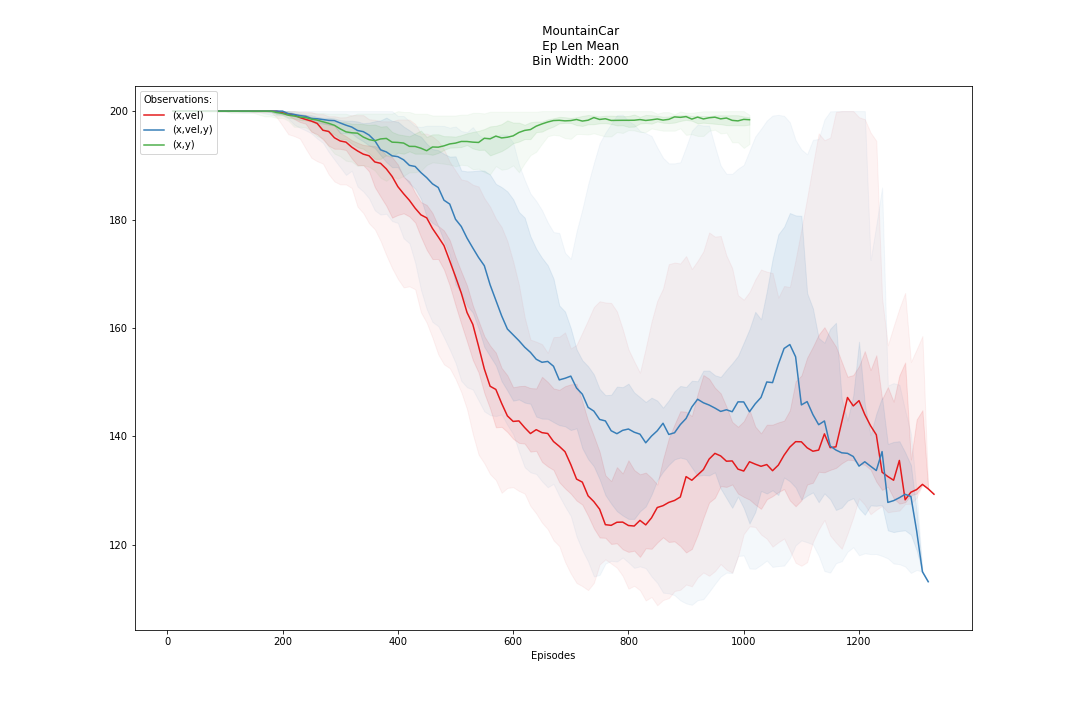 MountainCar
Ep Len Mean
Bin Width: 2000
Observations:
(x,vel)
(x,vel,y)
(x,y)
200
180
160
140
120
0 200 400 600 800 1000 1200
Episodes